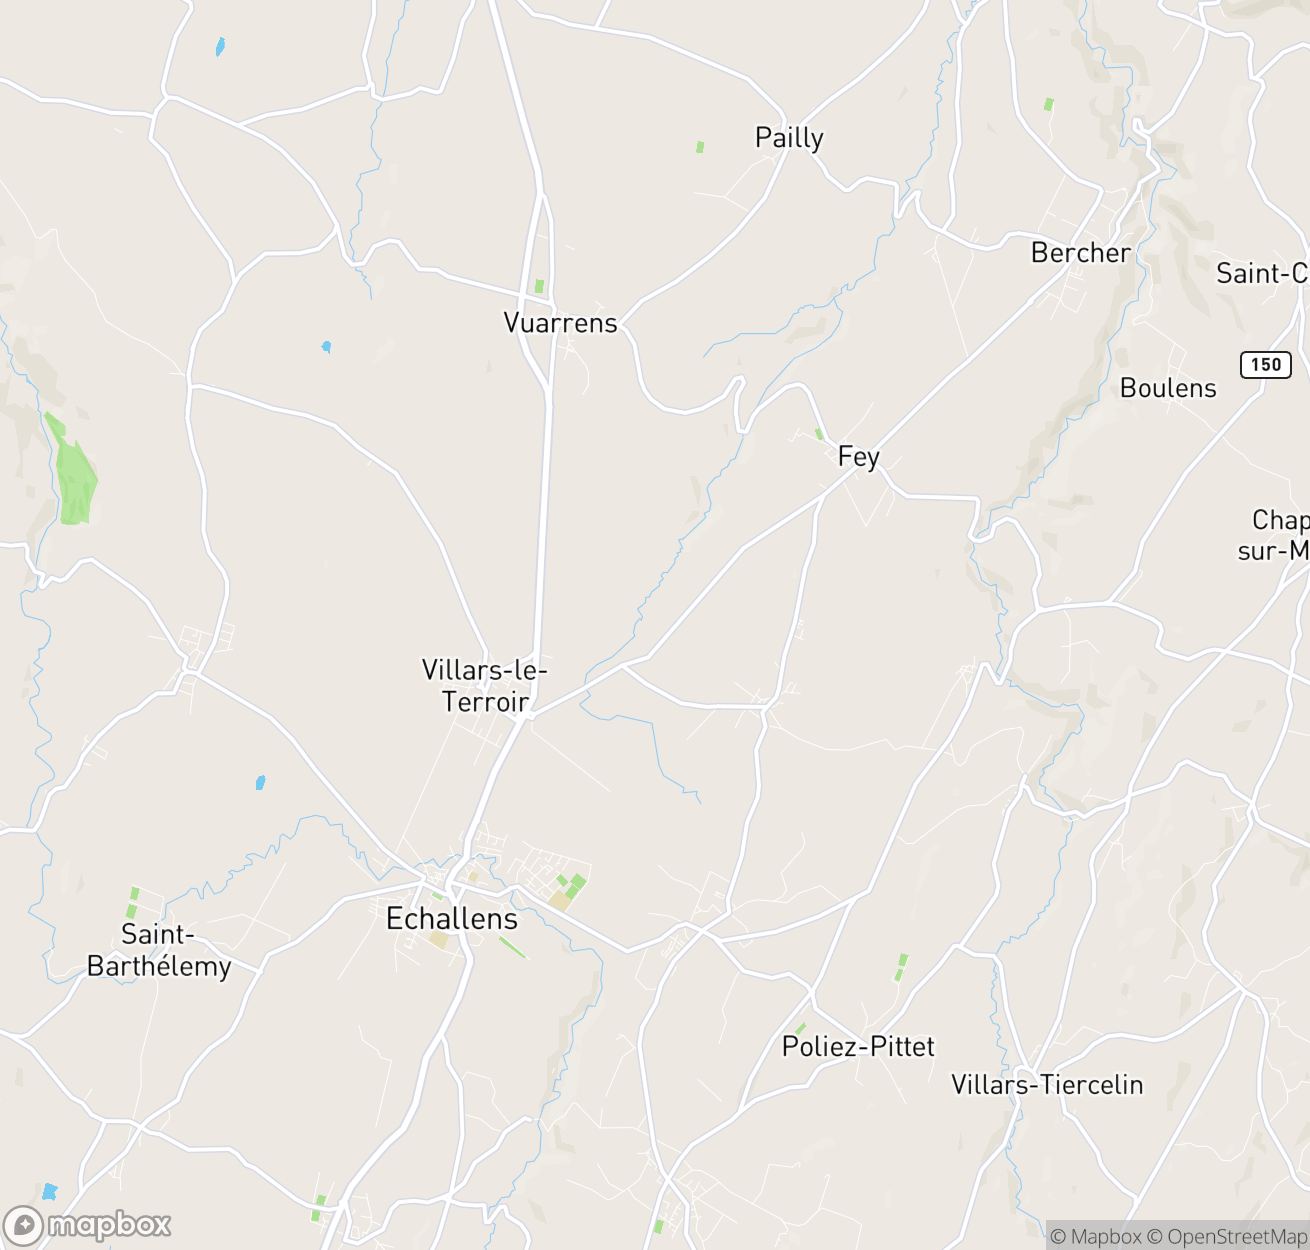 Pailly
Bercher
Saint-C
Vuarrens
150
Boulens
Fey
Chap
sur-M
Villars-le-
Terroir
Echallens
Saint-
Barthélemy
Poliez-Pittet
Villars-Tiercelin
mapbox
© Mapbox © OpenStreetMap